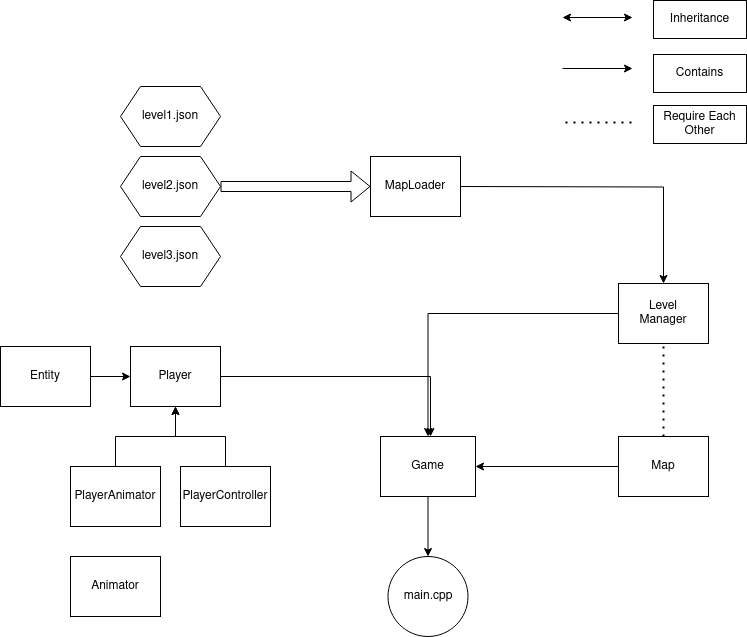 Inheritance
Contains
Require Each
Other
level1.json
level2.json
MapLoader
level3.json
Level
Manager
Entity
Player
Game
Map
PlayerAnimator
PlayerController
Animator
main.cpp